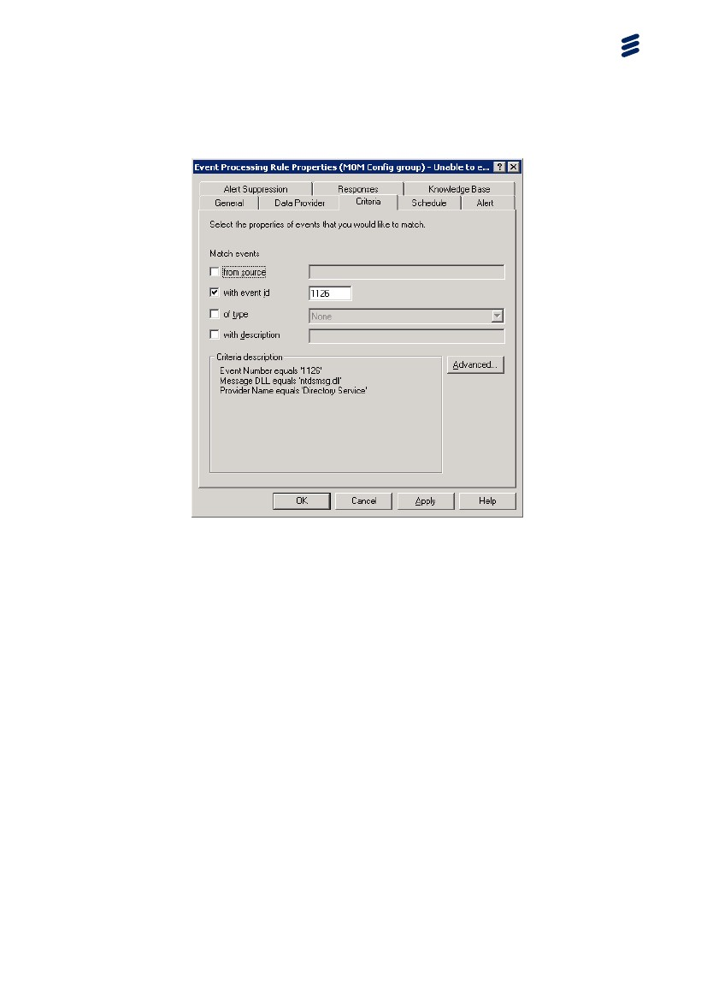 Event Processing Rule Properties (MOM Config group) - Unable to e...
Alert Suppression Responses Knowledge Base
General Data Provider Criteria Schedule Alert
Select the properties of events that you would like to match.
Match events
from source
with event id 1126
of type None
with description
Criteria description
Advanced...
Event Number equals '1126'
Message DLL equals 'ntdsmsg.dll'
Provider Name equals 'Directory Service'
OK Cancel Apply Help